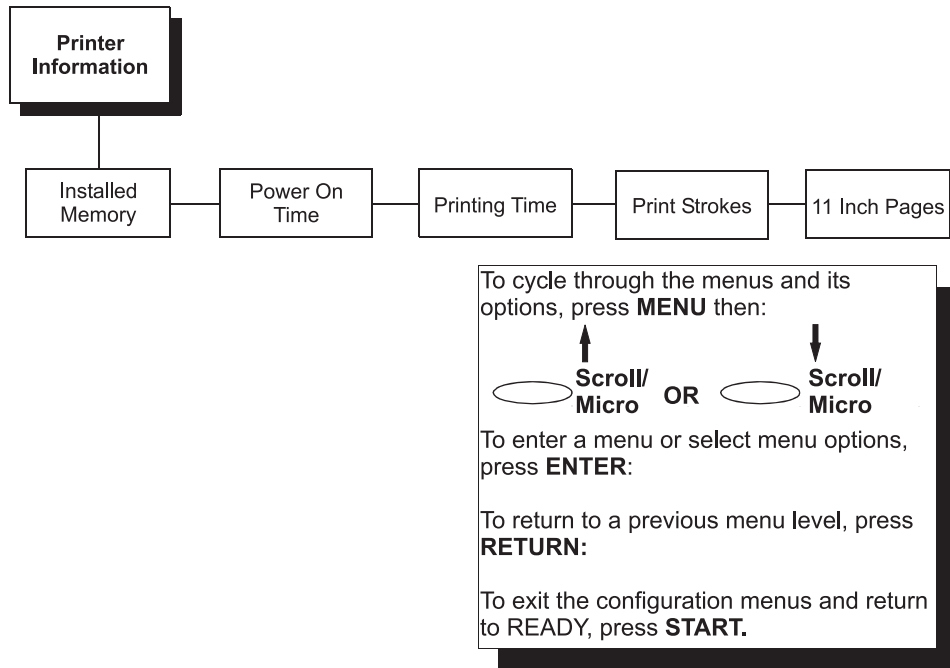 Printer
Information
Installed
Memory
Power On
Time
Printing Time
Print Strokes
11 Inch Pages
To cycle through the menus and its
options, press MENU then:
Scroll/
Micro
OR
Scroll/
Micro
To enter a menu or select menu options,
press ENTER:
To return to a previous menu level, press
RETURN:
To exit the configuration menus and return
to READY, press START.